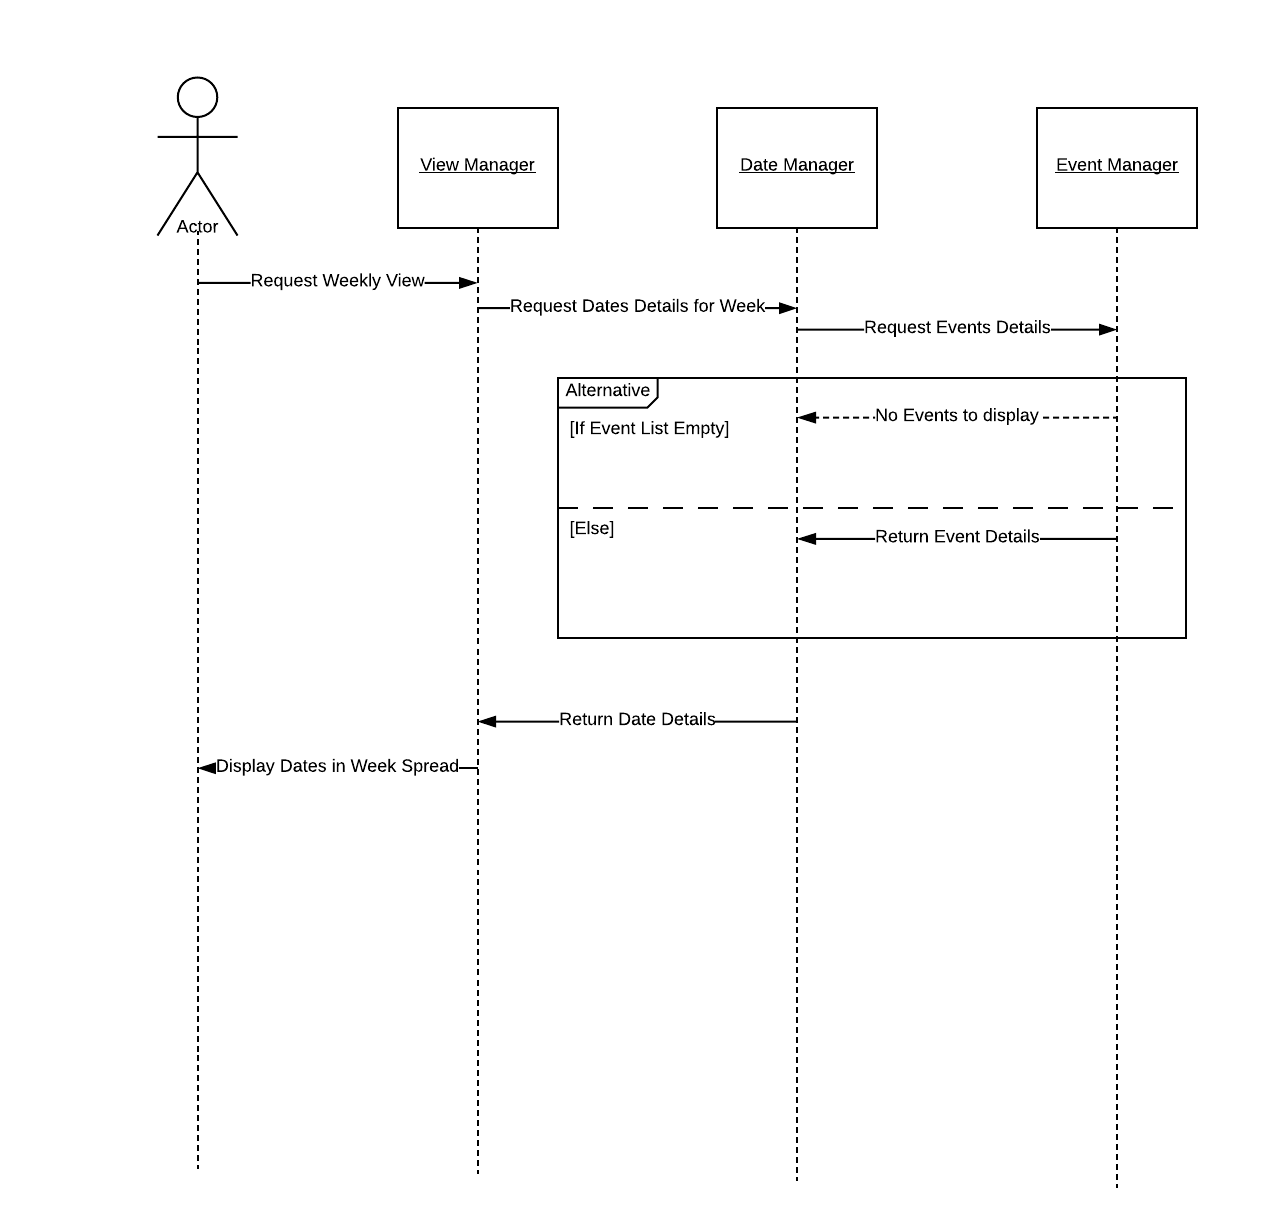 View Manager
Date Manager
Event Manager
Actor
Request Weekly View
Request Dates Details for Week
Request Events Details
Alternative
No Events to display
[If Event List Empty]
[Else]
Return Event Details
Return Date Details
Display Dates in Week Spread